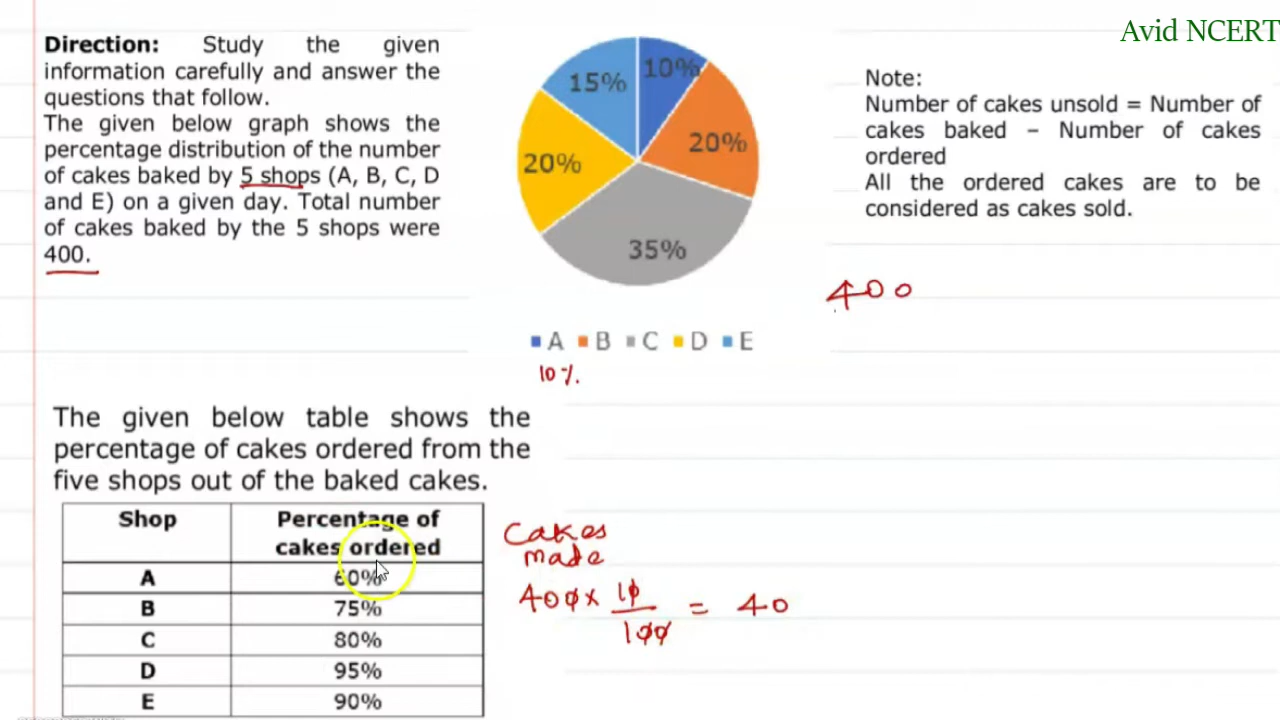 Avid NCERT
Direction: Study the given
information carefully and answer the
questions that follow.
The given below graph shows the
percentage distribution of the number
of cakes baked by 5 shops (A, B, C, D
and E) on a given day. Total number
of cakes baked by the 5 shops were
400.
10%
20%
35%
20%
15%
A B C D E
10%.
Note:
Number of cakes unsold = Number of
cakes baked – Number of cakes
ordered
All the ordered cakes are to be
considered as cakes sold.
400
The given below table shows the
percentage of cakes ordered from the
five shops out of the baked cakes.
Shop Percentage of
cakes ordered
A 60%
B 75%
C 80%
D 95%
E 90%
Cakes
made
400 x 10
100
= 40